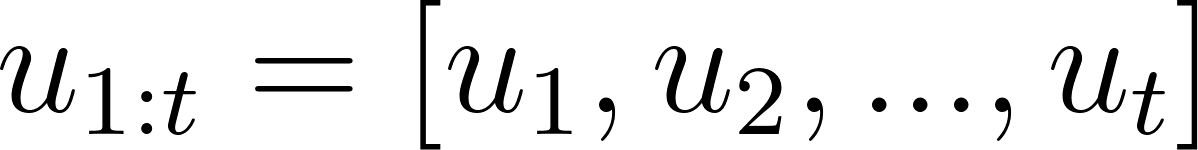 u_{1:t} = [u_1, u_2, ..., u_t]